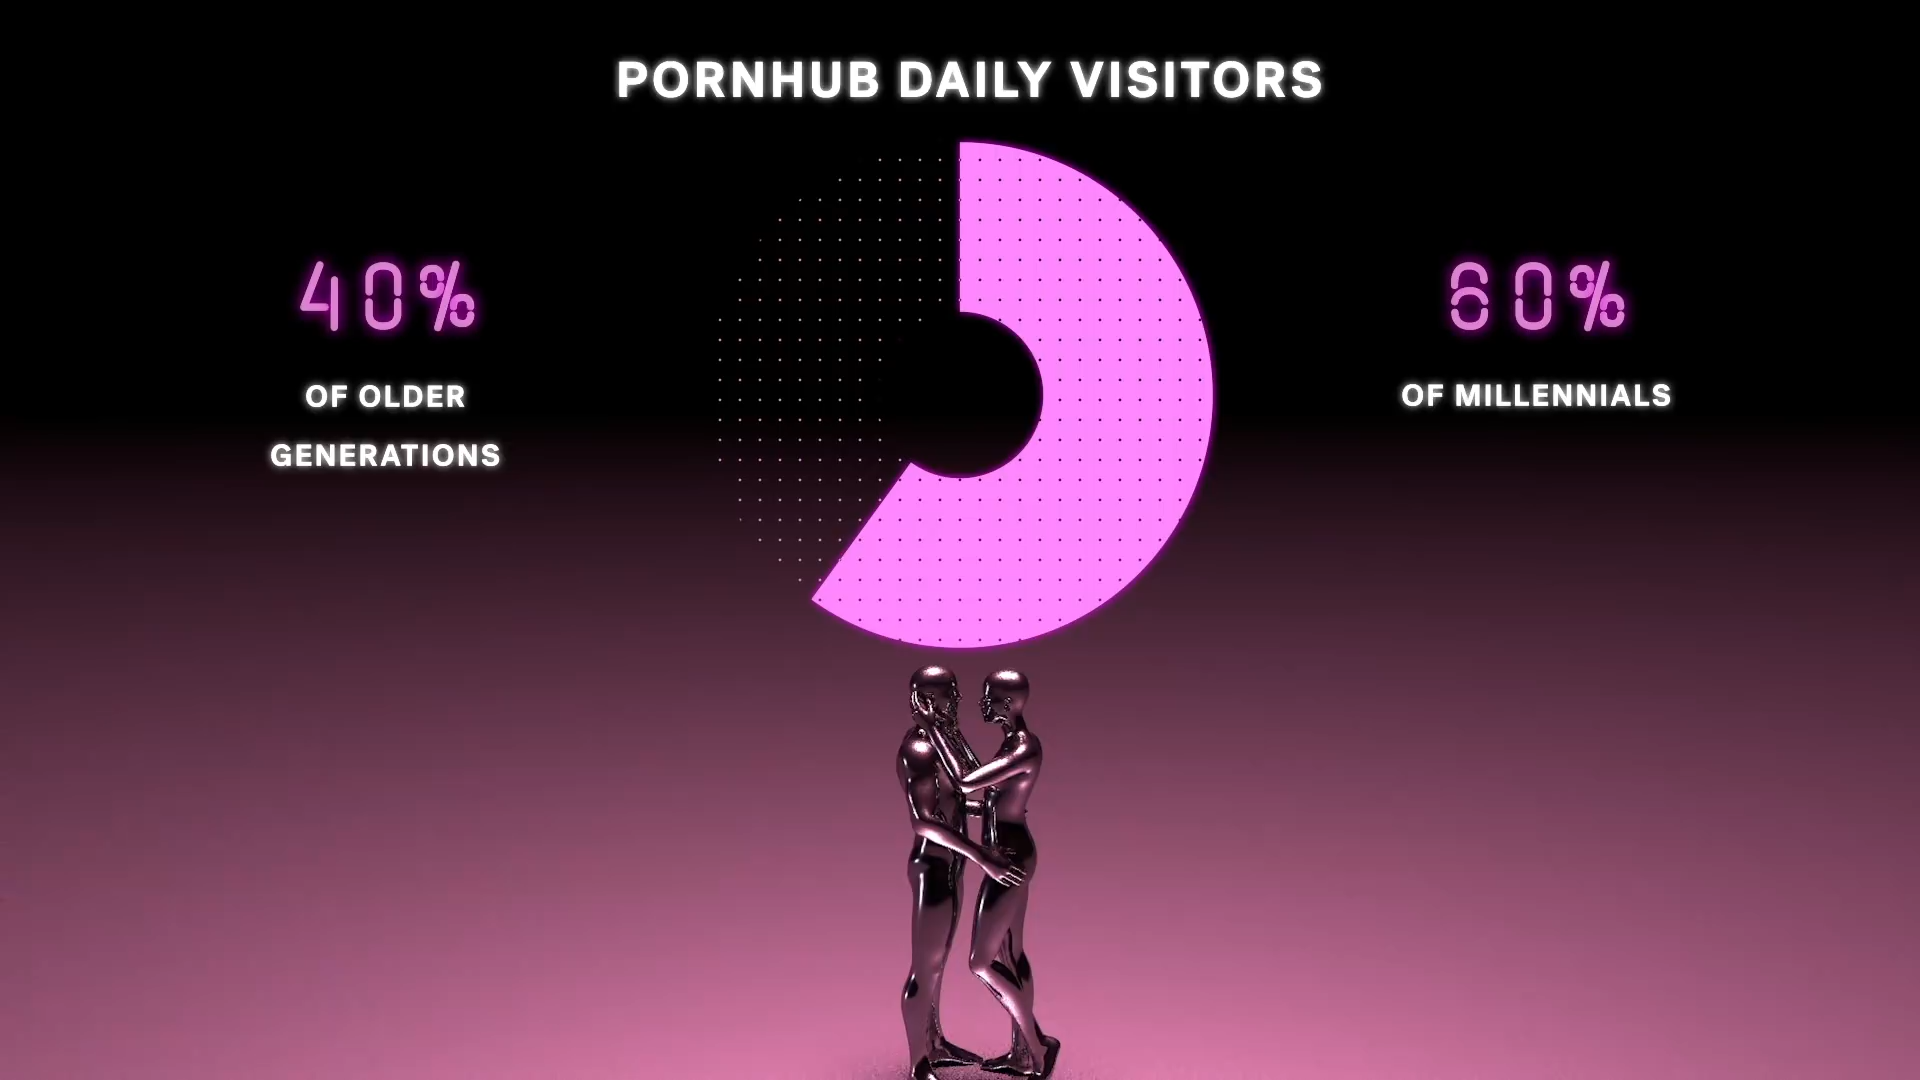 PORNHUB DAILY VISITORS
40%
OF OLDER
GENERATIONS
60%
OF MILLENNIALS